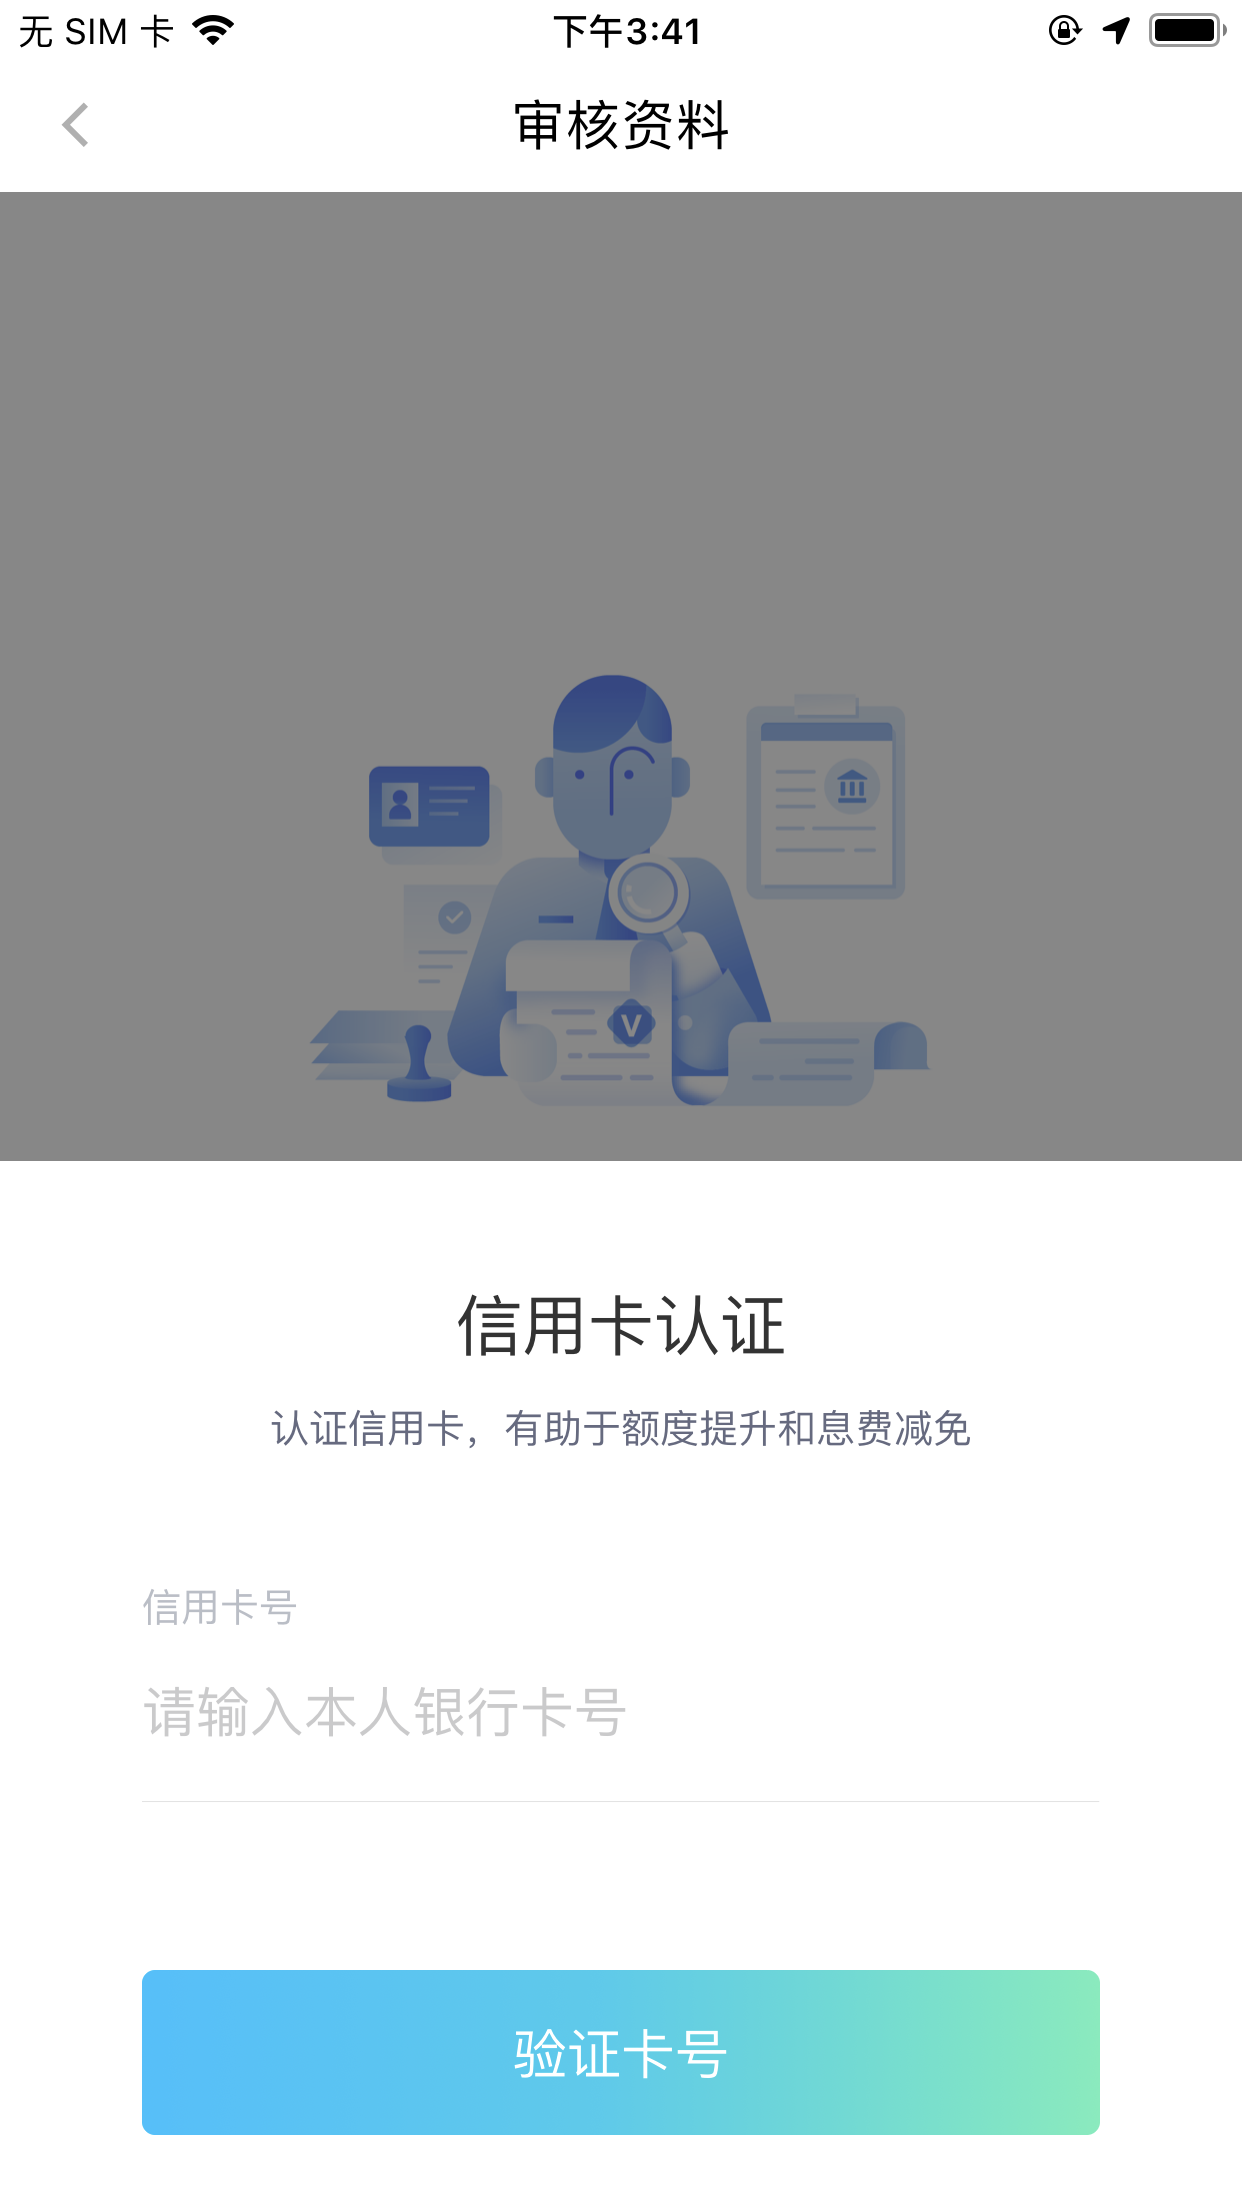 无 SIM 卡
下午3:41
审核资料
V
信用卡认证
认证信用卡，有助于额度提升和息费减免
信用卡号
请输入本人银行卡号
验证卡号